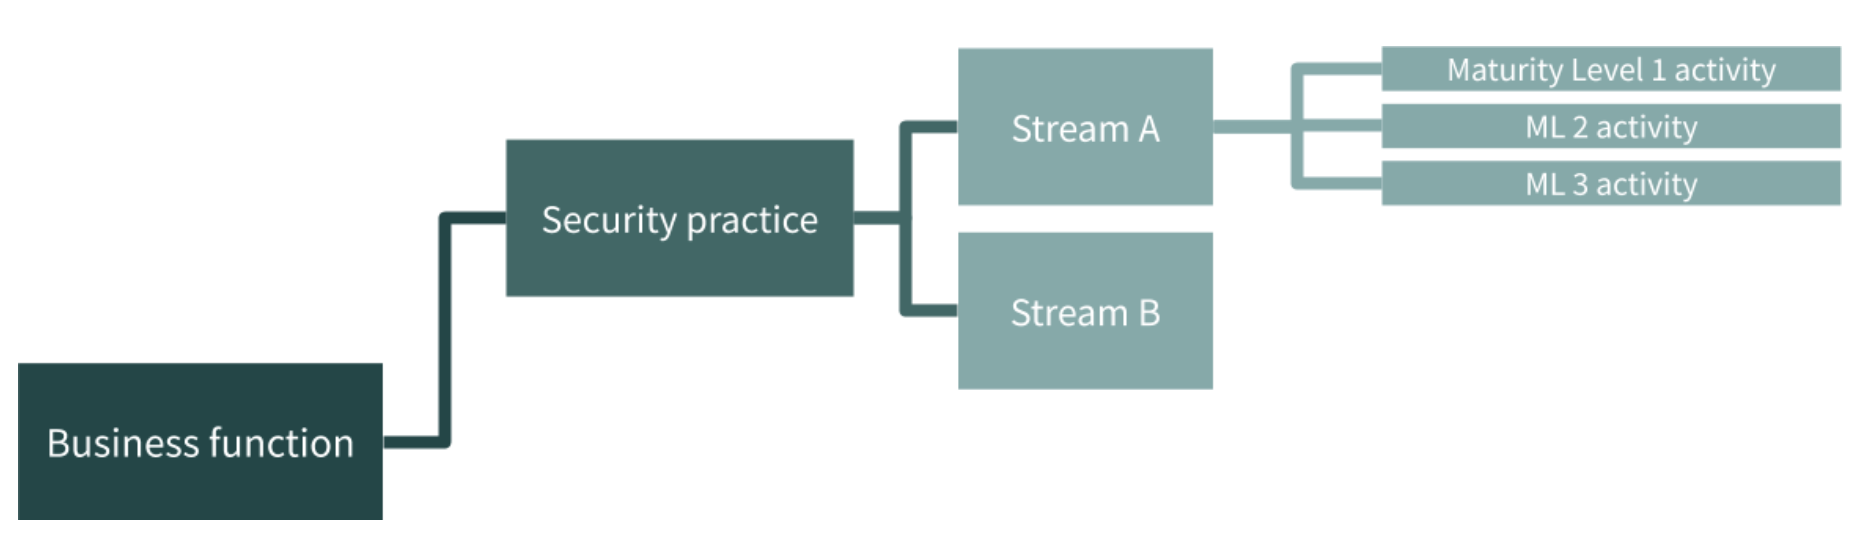 Business function
Security practice
Stream A
Stream B
Maturity Level 1 activity
ML 2 activity
ML 3 activity